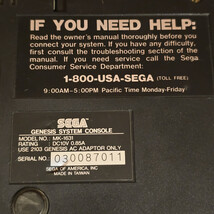 IF YOU NEED HELP:
Read the owner's manual thoroughly before you
connect your system. If you have any difficulty,
first consult the troubleshooting section of the
manual. If you still need help, call the Sega
Consumer Service Department:
1-800-USA-SEGA (TOLL FREE)
9:00AM–5:00PM Pacific Time Monday-Friday
SEGA
GENESIS SYSTEM CONSOLE
MODEL: MK-1631
RATING: DC10V 0.85A
USE 2103 GENESIS AC ADAPTOR ONLY
SERIAL NO. 030087011
SEGA OF AMERICA, INC
MADE IN TAIWAN